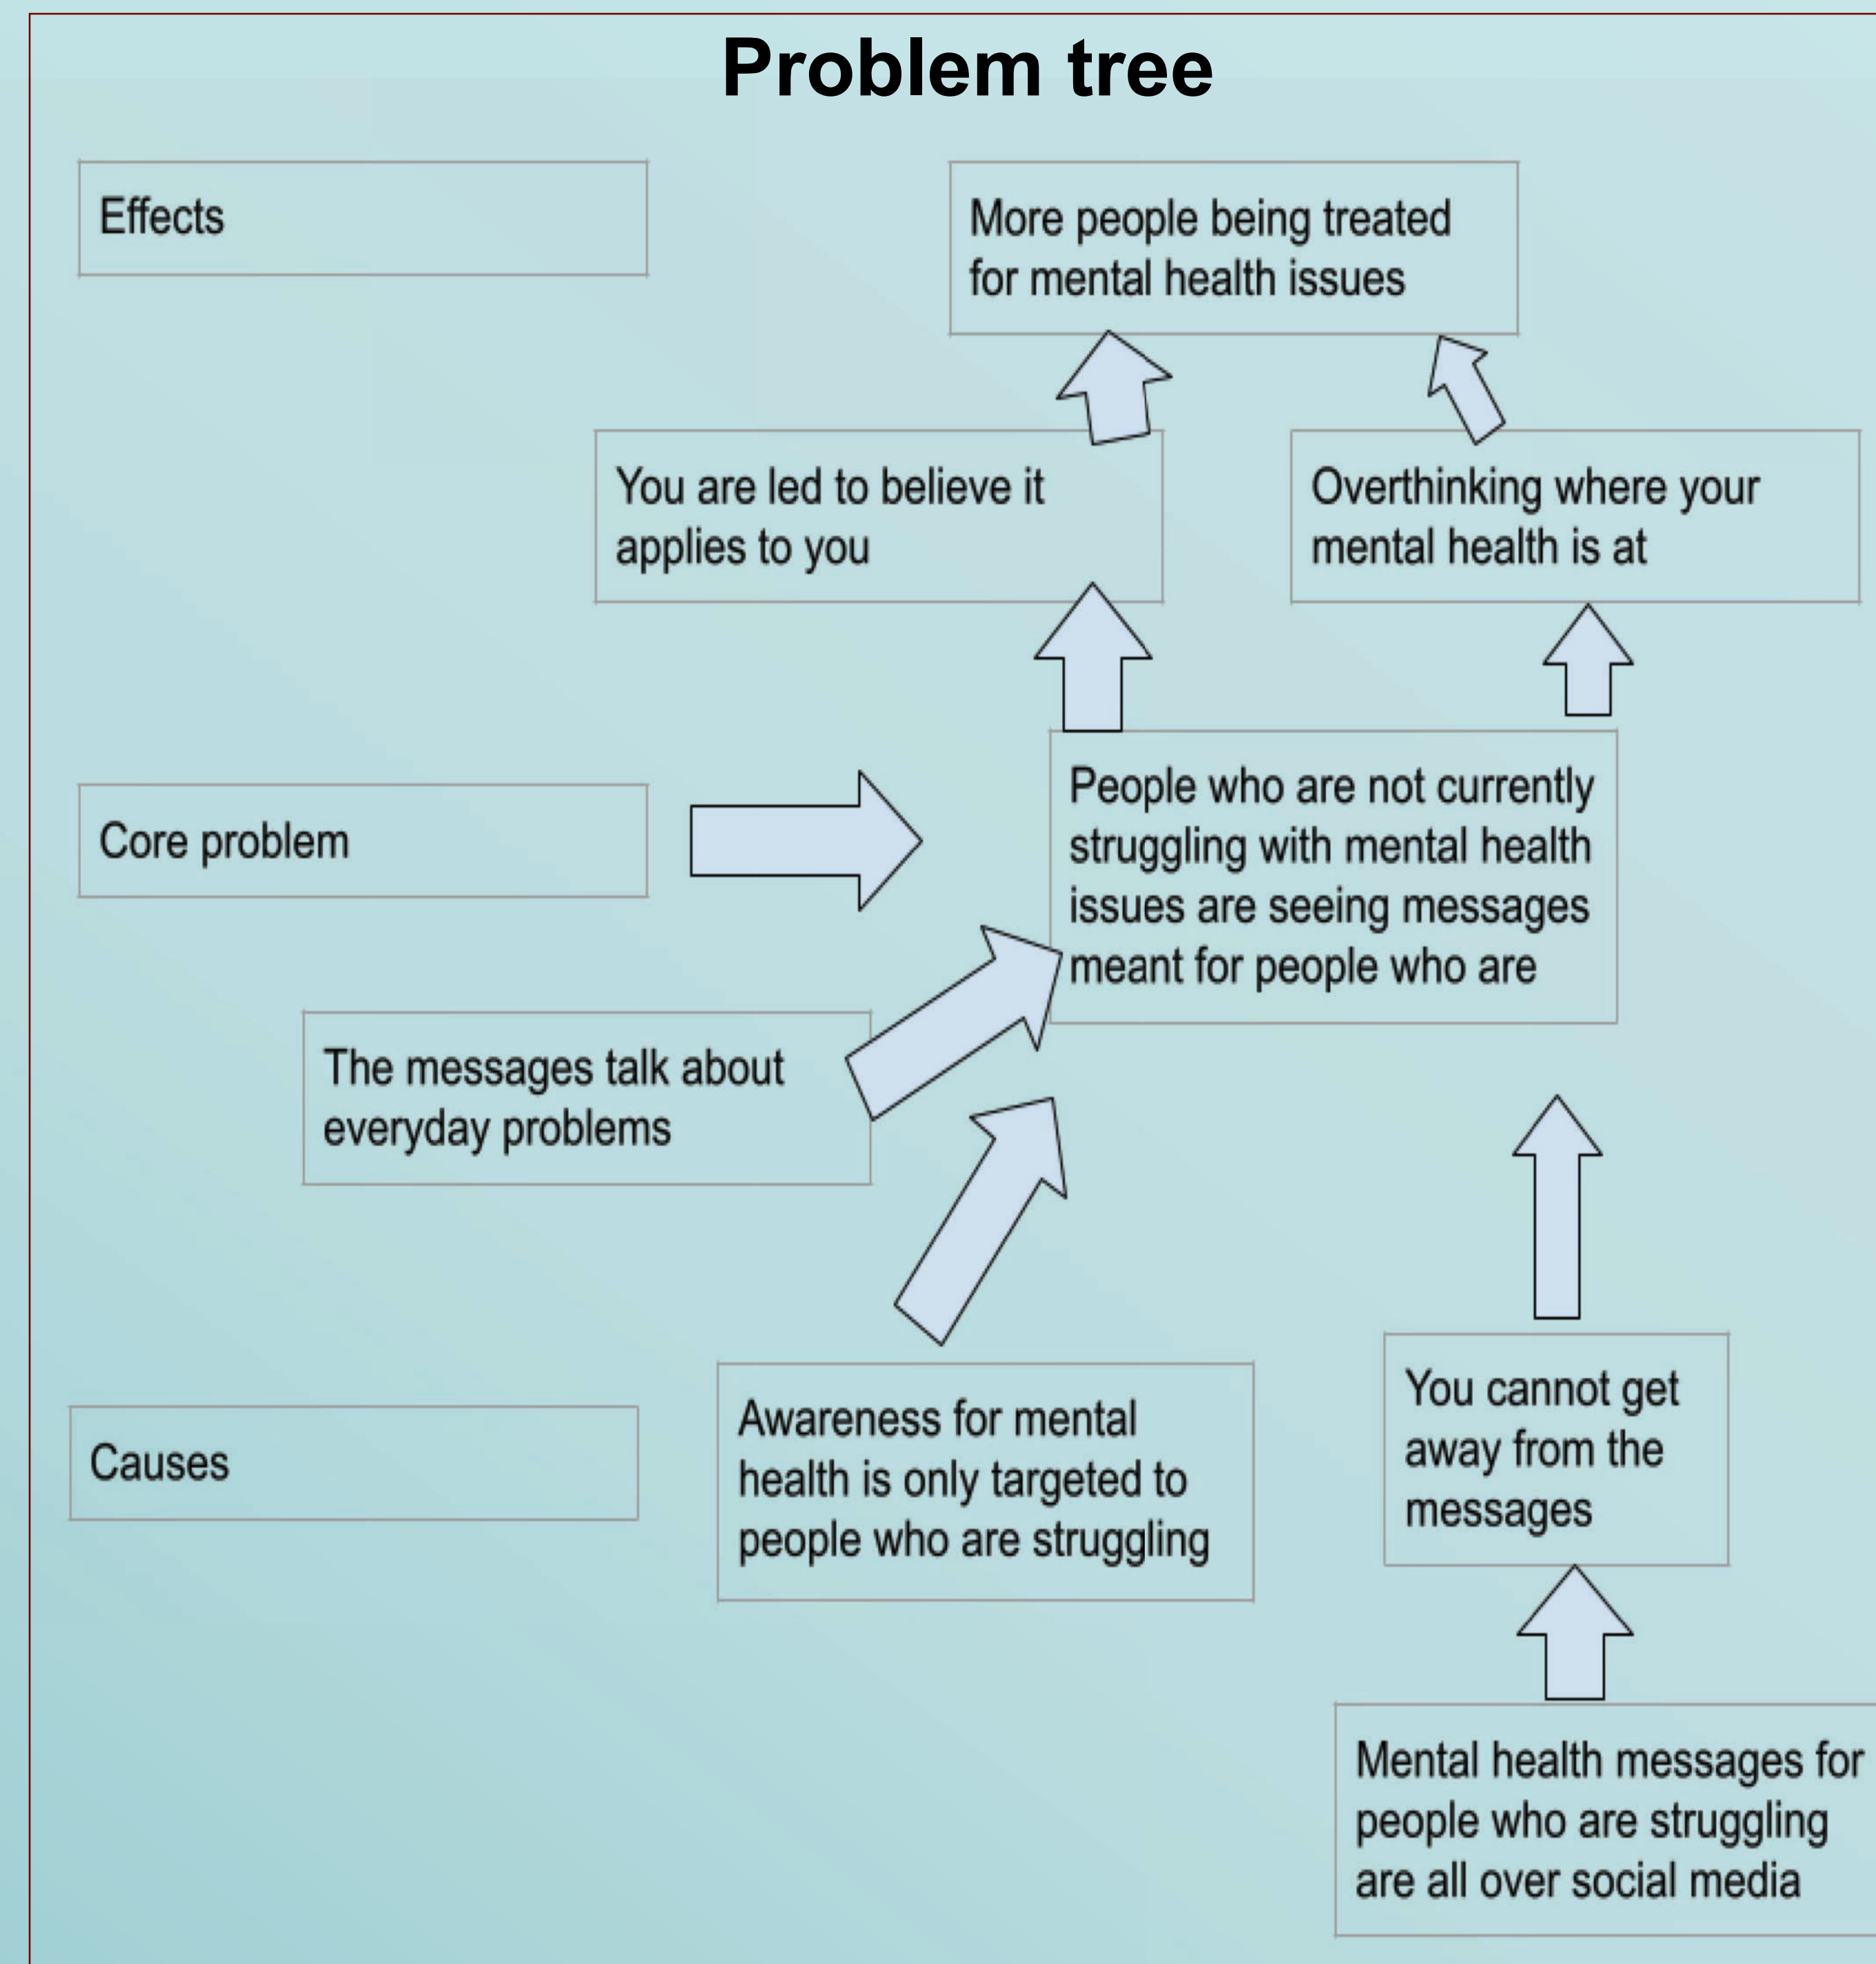 Problem tree
Effects
More people being treated
for mental health issues
You are led to believe it
applies to you
Overthinking where your
mental health is at
Core problem
People who are not currently
struggling with mental health
issues are seeing messages
meant for people who are
The messages talk about
everyday problems
Causes
Awareness for mental
health is only targeted to
people who are struggling
You cannot get
away from the
messages
Mental health messages for
people who are struggling
are all over social media